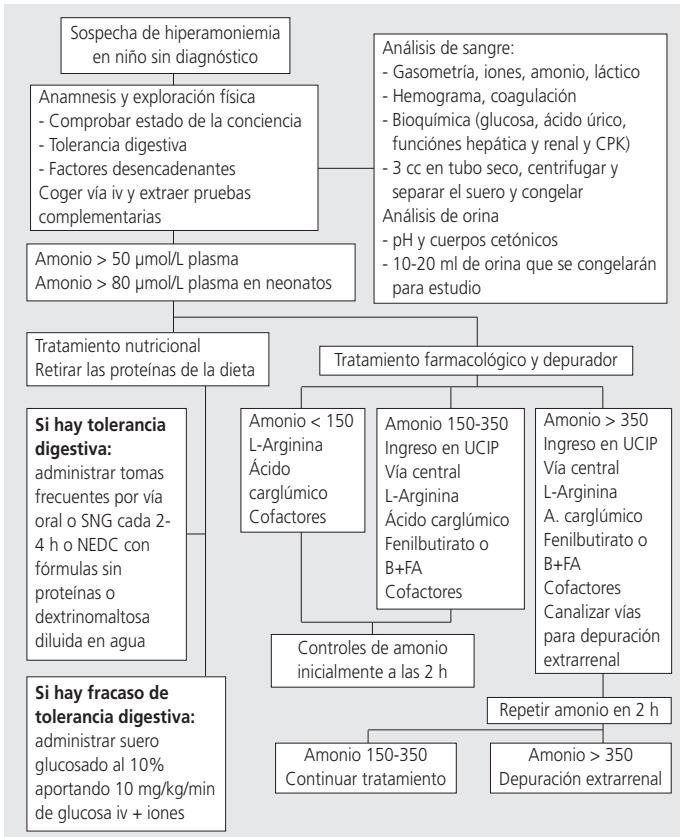 Sospecha de hiperamoniemia
en niño sin diagnóstico
Anamnesis y exploración física
- Comprobar estado de la conciencia
- Tolerancia digestiva
- Factores desencadenantes
Coger vía iv y extraer pruebas
complementarias
Análisis de sangre:
- Gasometría, iones, amonio, láctico
- Hemograma, coagulación
- Bioquímica (glucosa, ácido úrico,
funciónes hepática y renal y CPK)
- 3 cc en tubo seco, centrifugar y
separar el suero y congelar
Análisis de orina
- pH y cuerpos cetónicos
- 10-20 ml de orina que se congelarán
para estudio
Amonio > 50 µmol/L plasma
Amonio > 80 µmol/L plasma en neonatos
Tratamiento nutricional
Retirar las proteínas de la dieta
Tratamiento farmacológico y depurador
Si hay tolerancia
digestiva:
administrar tomas
frecuentes por vía
oral o SNG cada 2-
4 h o NEDC con
fórmulas sin
proteínas o
dextrinomaltosa
diluida en agua
Si hay fracaso de
tolerancia digestiva:
administrar suero
glucosado al 10%
aportando 10 mg/kg/min
de glucosa iv + iones
Amonio < 150
L-Arginina
Ácido
carglúmico
Cofactores
Amonio 150-350
Ingreso en UCIP
Vía central
L-Arginina
Ácido carglúmico
Fenilbutirato o
B+FA
Cofactores
Amonio > 350
Ingreso en UCIP
Vía central
L-Arginina
A. carglúmico
Fenilbutirato o
B+FA
Cofactores
Canalizar vías
para depuración
extrarrenal
Controles de amonio
inicialmente a las 2 h
Repetir amonio en 2 h
Amonio 150-350
Continuar tratamiento
Amonio > 350
Depuración extrarrenal